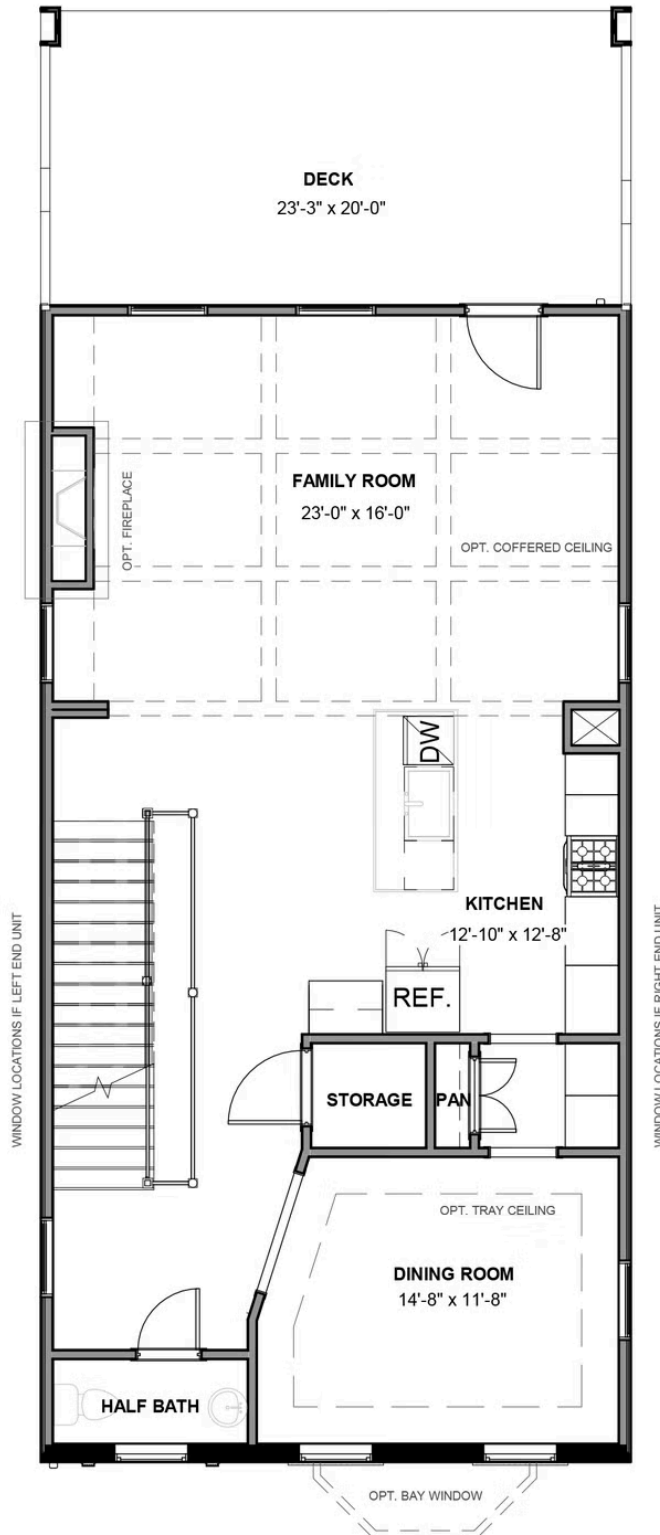 DECK
23'-3" x 20'-0"
FAMILY ROOM
23'-0" x 16'-0"
OPT. FIREPLACE
OPT. COFFERED CEILING
DW
KITCHEN
12'-10" x 12'-8"
WINDOW LOCATIONS IF LEFT END UNIT
WINDOW LOCATIONS IF RIGHT END UNIT
REF.
STORAGE
PAN
OPT. TRAY CEILING
DINING ROOM
14'-8" x 11'-8"
HALF BATH
OPT. BAY WINDOW